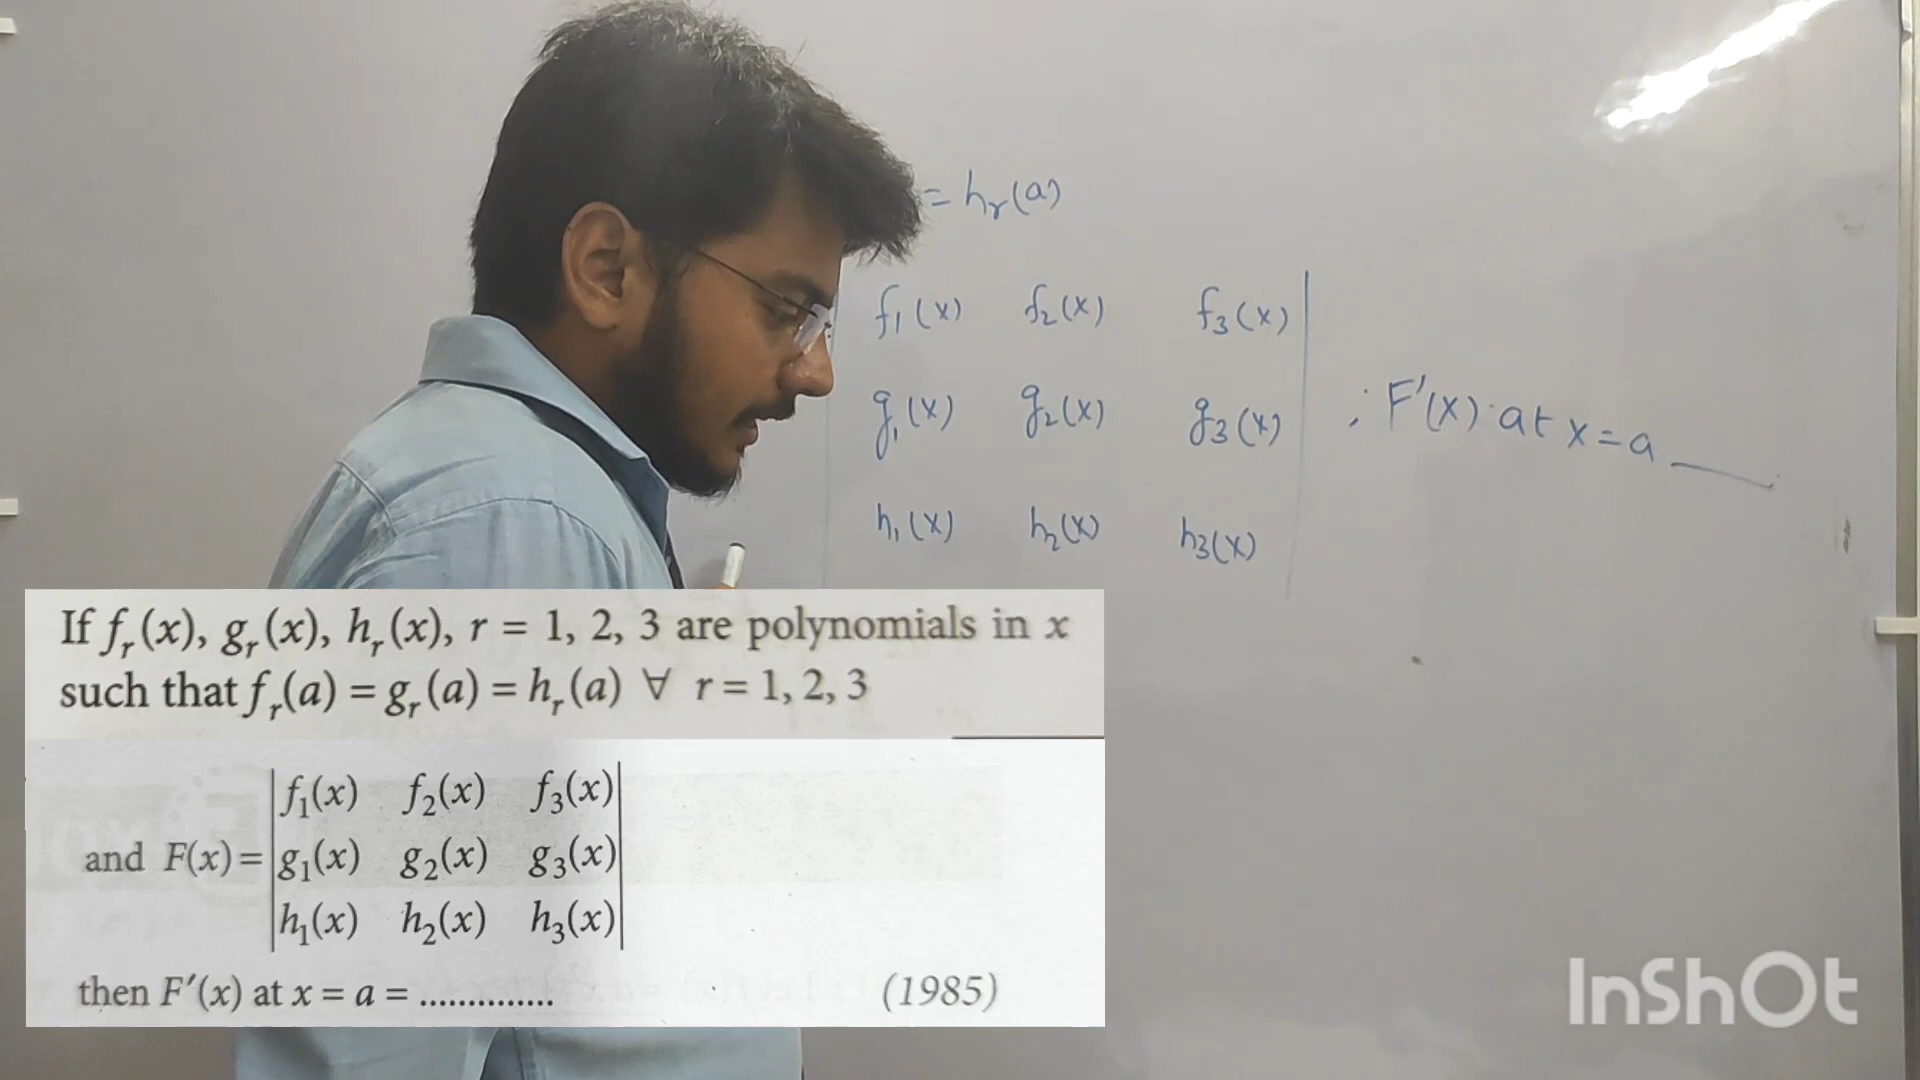 = hᵣ(a)
f₁(x) f₂(x) f₃(x)
g₁(x) g₂(x) g₃(x) ; F'(x) at x = a __
h₁(x) h₂(x) h₃(x)
If fᵣ(x), gᵣ(x), hᵣ(x), r = 1, 2, 3 are polynomials in x
such that fᵣ(a) = gᵣ(a) = hᵣ(a) ∀ r = 1, 2, 3
f₁(x) f₂(x) f₃(x)
and F(x) = g₁(x) g₂(x) g₃(x)
h₁(x) h₂(x) h₃(x)
then F′(x) at x = a = ..............
(1985)
InShOt